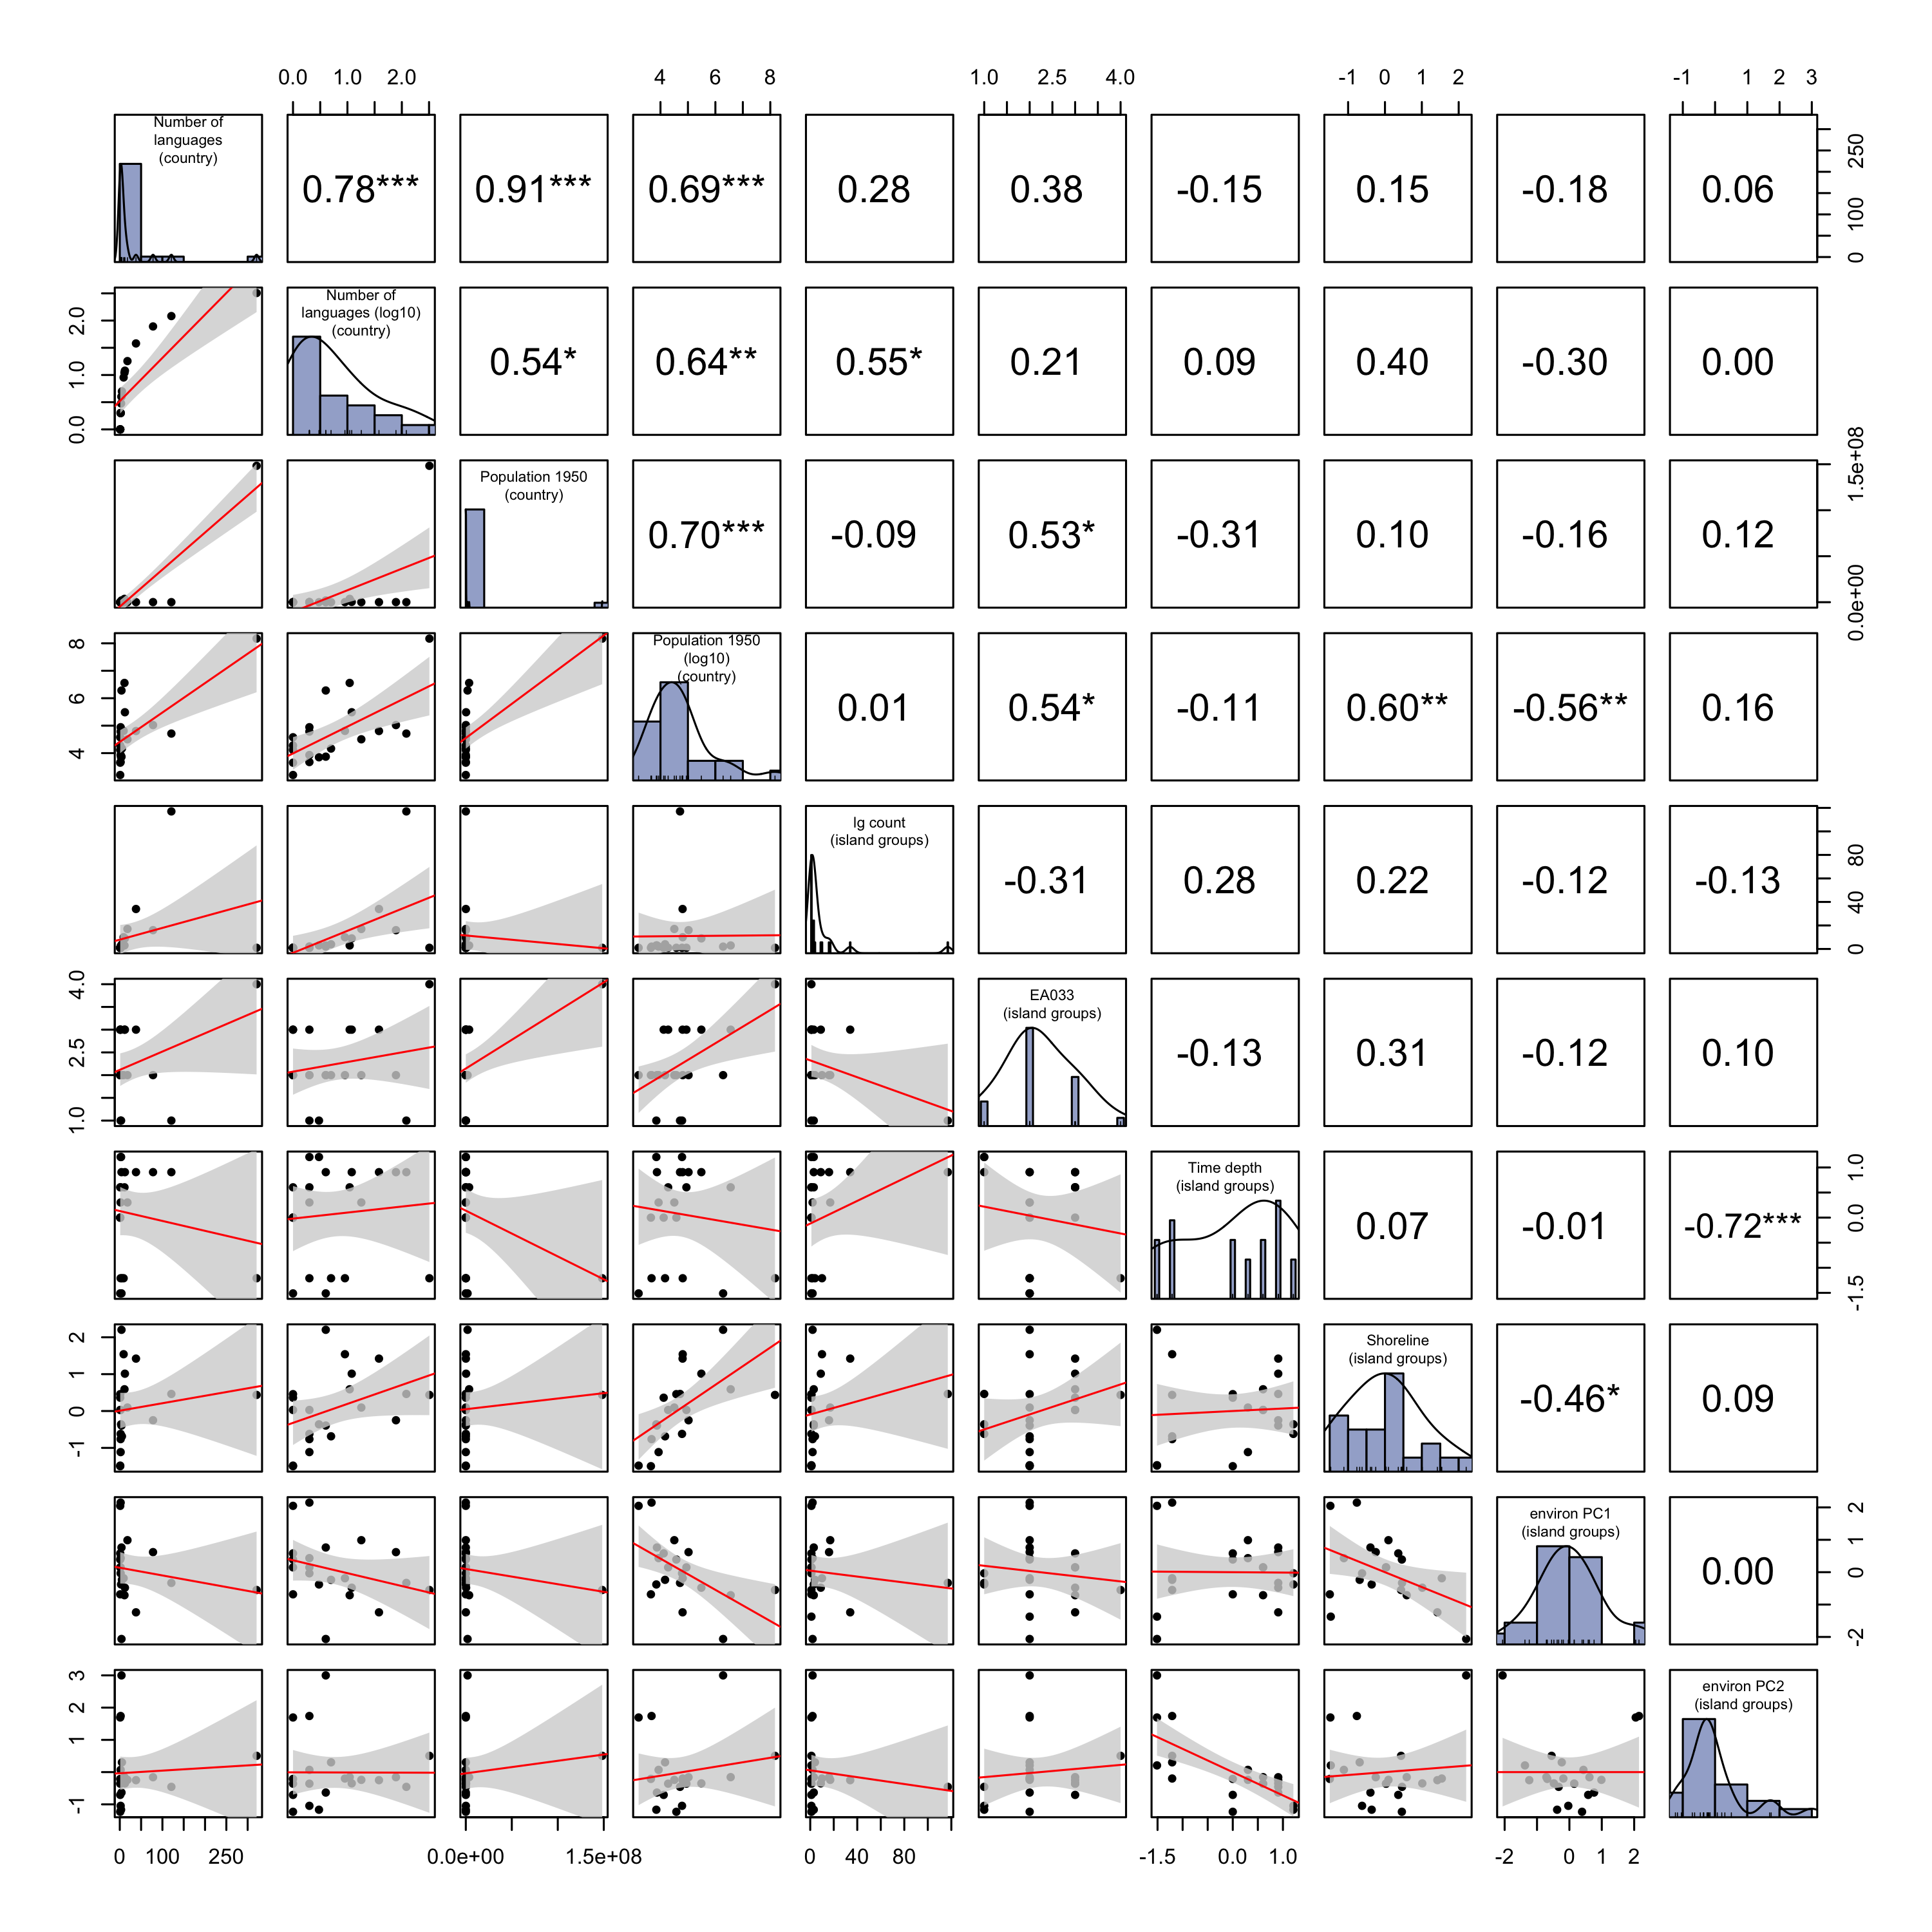 0.0 1.0 2.0 4 6 8 1.0 2.5 4.0 -1 0 1 2 -1 1 2 3
Number of
languages
(country)
0.78*** 0.91*** 0.69*** 0.28 0.38 -0.15 0.15 -0.18 0.06
0 100 250
0.0 1.0 2.0
Number of
languages (log10)
(country)
0.54* 0.64** 0.55* 0.21 0.09 0.40 -0.30 0.00
Population 1950
(country)
0.70*** -0.09 0.53* -0.31 0.10 -0.16 0.12
0.0e+00 1.5e+08
4 6 8
Population 1950
(log10)
(country)
0.01 0.54* -0.11 0.60** -0.56** 0.16
lg count
(island groups)
-0.31 0.28 0.22 -0.12 -0.13
0 40 80
1.0 2.5 4.0
EA033
(island groups)
-0.13 0.31 -0.12 0.10
Time depth
(island groups)
0.07 -0.01 -0.72***
-1.5 0.0 1.0
-1 0 1 2
Shoreline
(island groups)
-0.46* 0.09
environ PC1
(island groups)
0.00
-2 0 1 2
-1 1 2 3
environ PC2
(island groups)
0 100 250 0.0e+00 1.5e+08 0 40 80 -1.5 0.0 1.0 -2 0 1 2